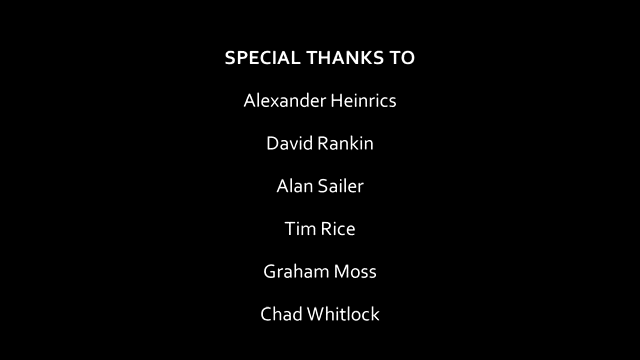 SPECIAL THANKS TO
Alexander Heinrics
David Rankin
Alan Sailer
Tim Rice
Graham Moss
Chad Whitlock